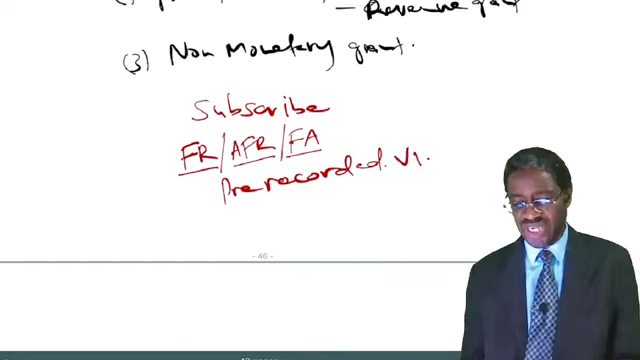 — Revenue grant
(3) Non Monetary grant.
Subscribe
FR/AFR/FA
Prerecorded. V1.
- 46 -